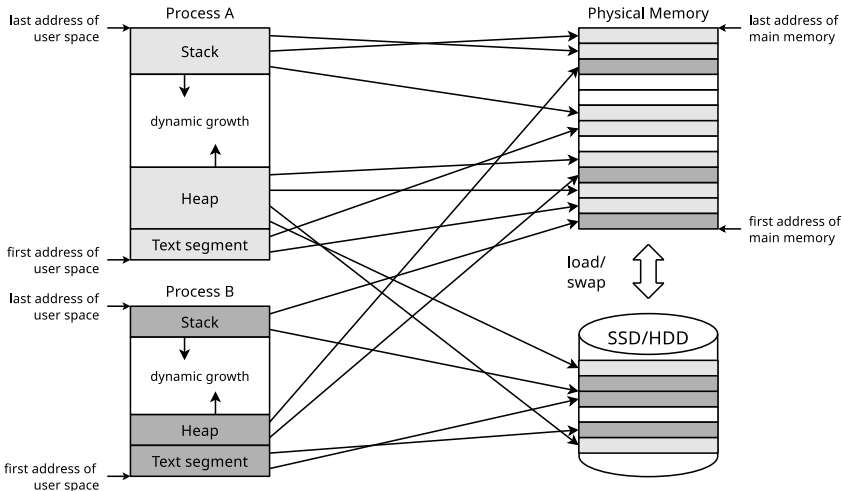 Process A
last address of
user space
Stack
dynamic growth
Heap
Text segment
first address of
user space
Process B
last address of
user space
Stack
dynamic growth
Heap
Text segment
first address of
user space
Physical Memory
last address of
main memory
first address of
main memory
load/
swap
SSD/HDD